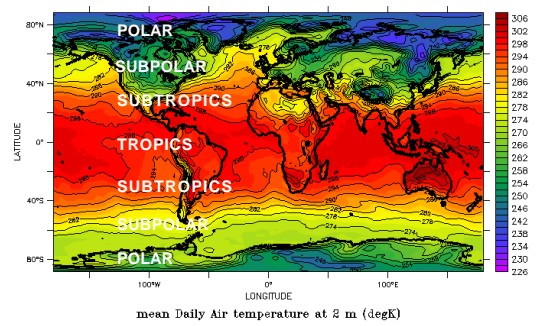 80°N
40°N
0°
40°S
80°S
LATITUDE
POLAR
SUBPOLAR
SUBTROPICS
TROPICS
SUBTROPICS
SUBPOLAR
POLAR
306
302
298
294
290
286
282
278
274
270
266
262
258
254
250
246
242
238
234
230
226
100°W
0°
100°E
LONGITUDE
mean Daily Air temperature at 2 m (degK)